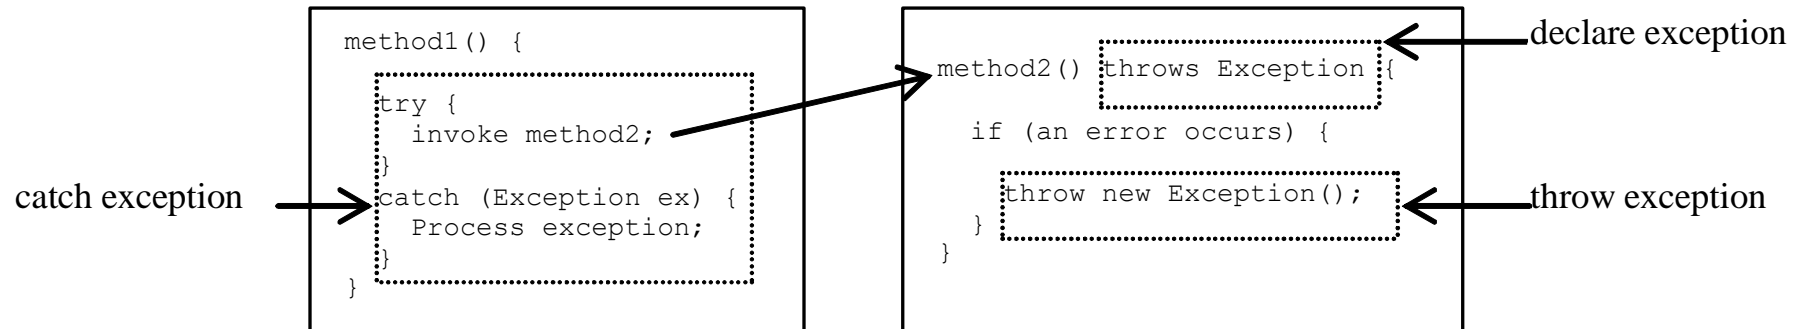 method1() {
try {
invoke method2;
}
catch (Exception ex) {
Process exception;
}
}
catch exception
method2() throws Exception {
if (an error occurs) {
throw new Exception();
}
}
declare exception
throw exception